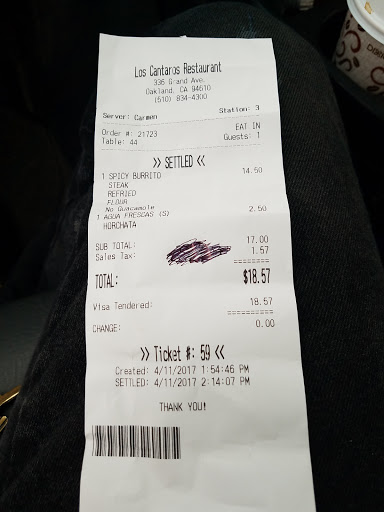 Los Cantaros Restaurant
336 Grand Ave.
Oakland, CA 94610
(510) 834-4300
Server: Carmen Station: 3
Order #: 21723 EAT IN
Table: 44 Guests: 1
>> SETTLED <<
1 SPICY BURRITO 14.50
STEAK
REFRIED
FLOUR
No Guacamole
1 AGUA FRESCAS (S) 2.50
HORCHATA
SUB TOTAL: 17.00
Sales Tax: 1.57
========
TOTAL: $18.57
Visa Tendered: 18.57
==========
CHANGE: 0.00
>> Ticket #: 59 <<
Created: 4/11/2017 1:54:46 PM
SETTLED: 4/11/2017 2:14:07 PM
THANK YOU!